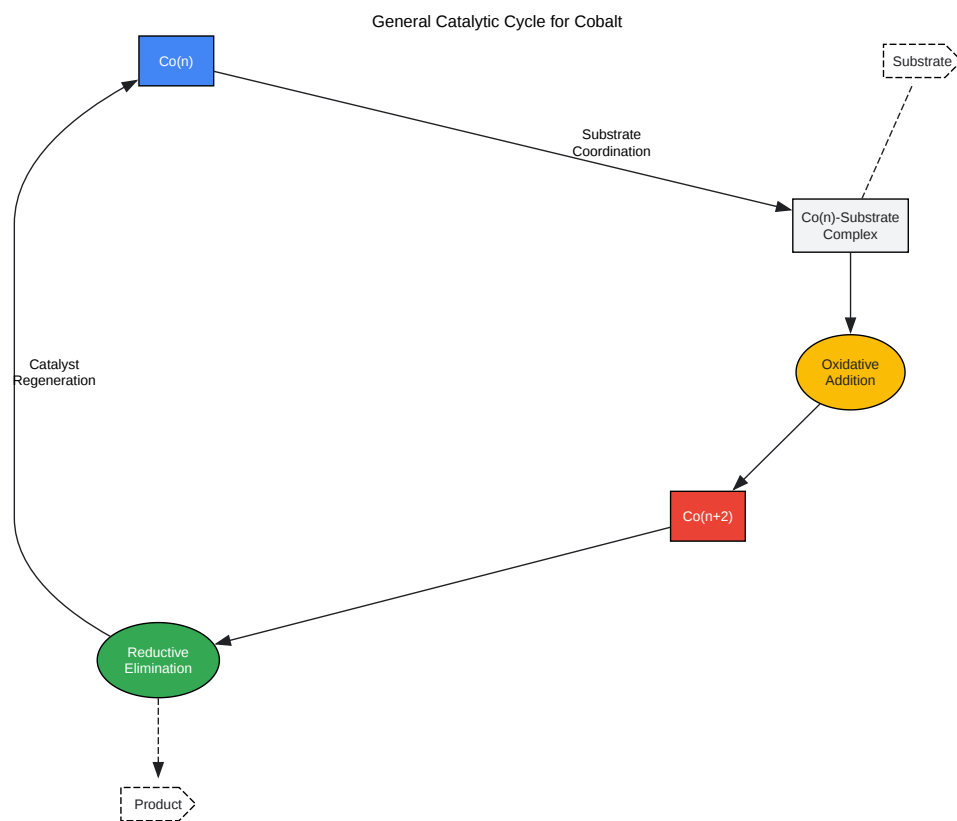 General Catalytic Cycle for Cobalt
Co(n)
Substrate
Substrate
Coordination
Co(n)-Substrate
Complex
Catalyst
Regeneration
Oxidative
Addition
Co(n+2)
Reductive
Elimination
Product